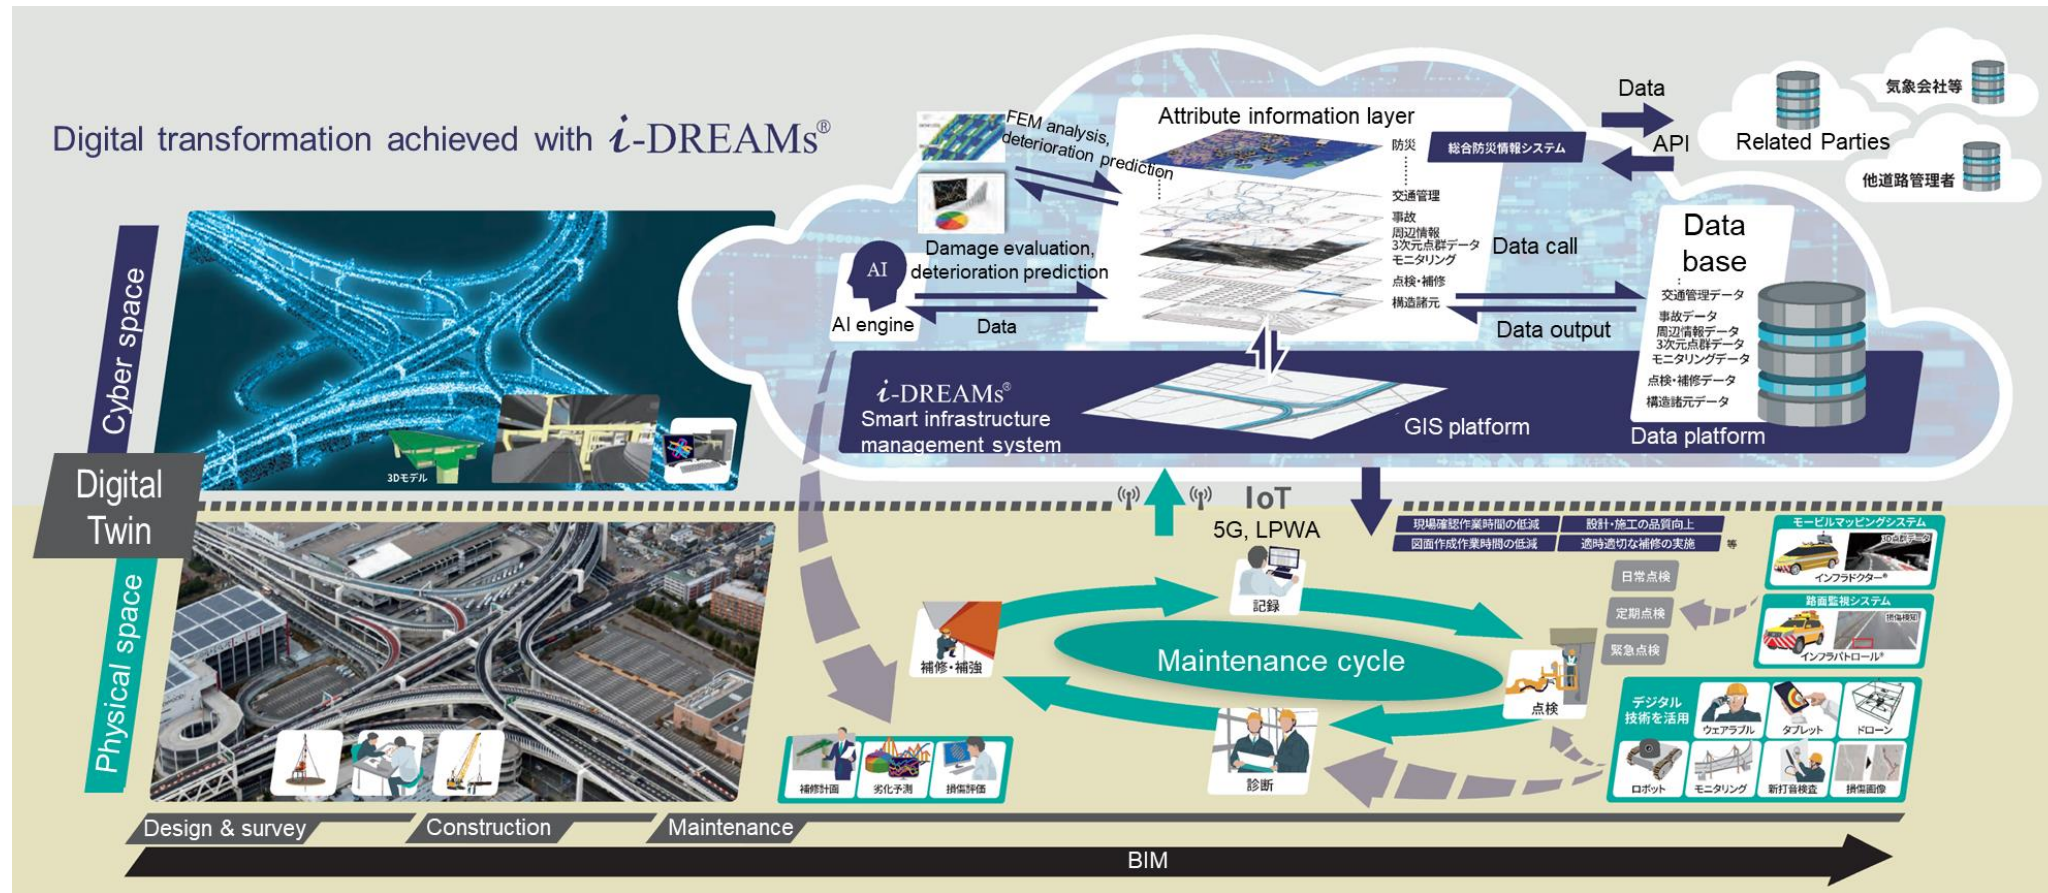 Digital transformation achieved with i-DREAMs®
Cyber space
Digital
Twin
Physical space
3Dモデル
FEM analysis,
deterioration prediction
Damage evaluation,
deterioration prediction
AI
AI engine
Data
Attribute information layer
防災
交通管理
事故
周辺情報
3次元点群データ
モニタリング
点検・補修
構造諸元
総合防災情報システム
Data
API
Related Parties
気象会社等
他道路管理者
Data call
Data output
Data
base
交通管理データ
事故データ
周辺情報データ
3次元点群データ
モニタリングデータ
点検・補修データ
構造諸元データ
Data platform
i-DREAMs®
Smart infrastructure
management system
GIS platform
IoT
5G, LPWA
現場確認作業時間の低減
設計・施工の品質向上
図面作成作業時間の低減
適時適切な補修の実施
等
モービルマッピングシステム
3D点群データ
インフラドクター®
路面監視システム
損傷検知
インフラパトロール®
日常点検
定期点検
緊急点検
Maintenance cycle
記録
点検
診断
補修・補強
補修計画
劣化予測
損傷評価
デジタル
技術を活用
ウェアラブル
タブレット
ドローン
ロボット
モニタリング
新打音検査
損傷画像
Design & survey
Construction
Maintenance
BIM